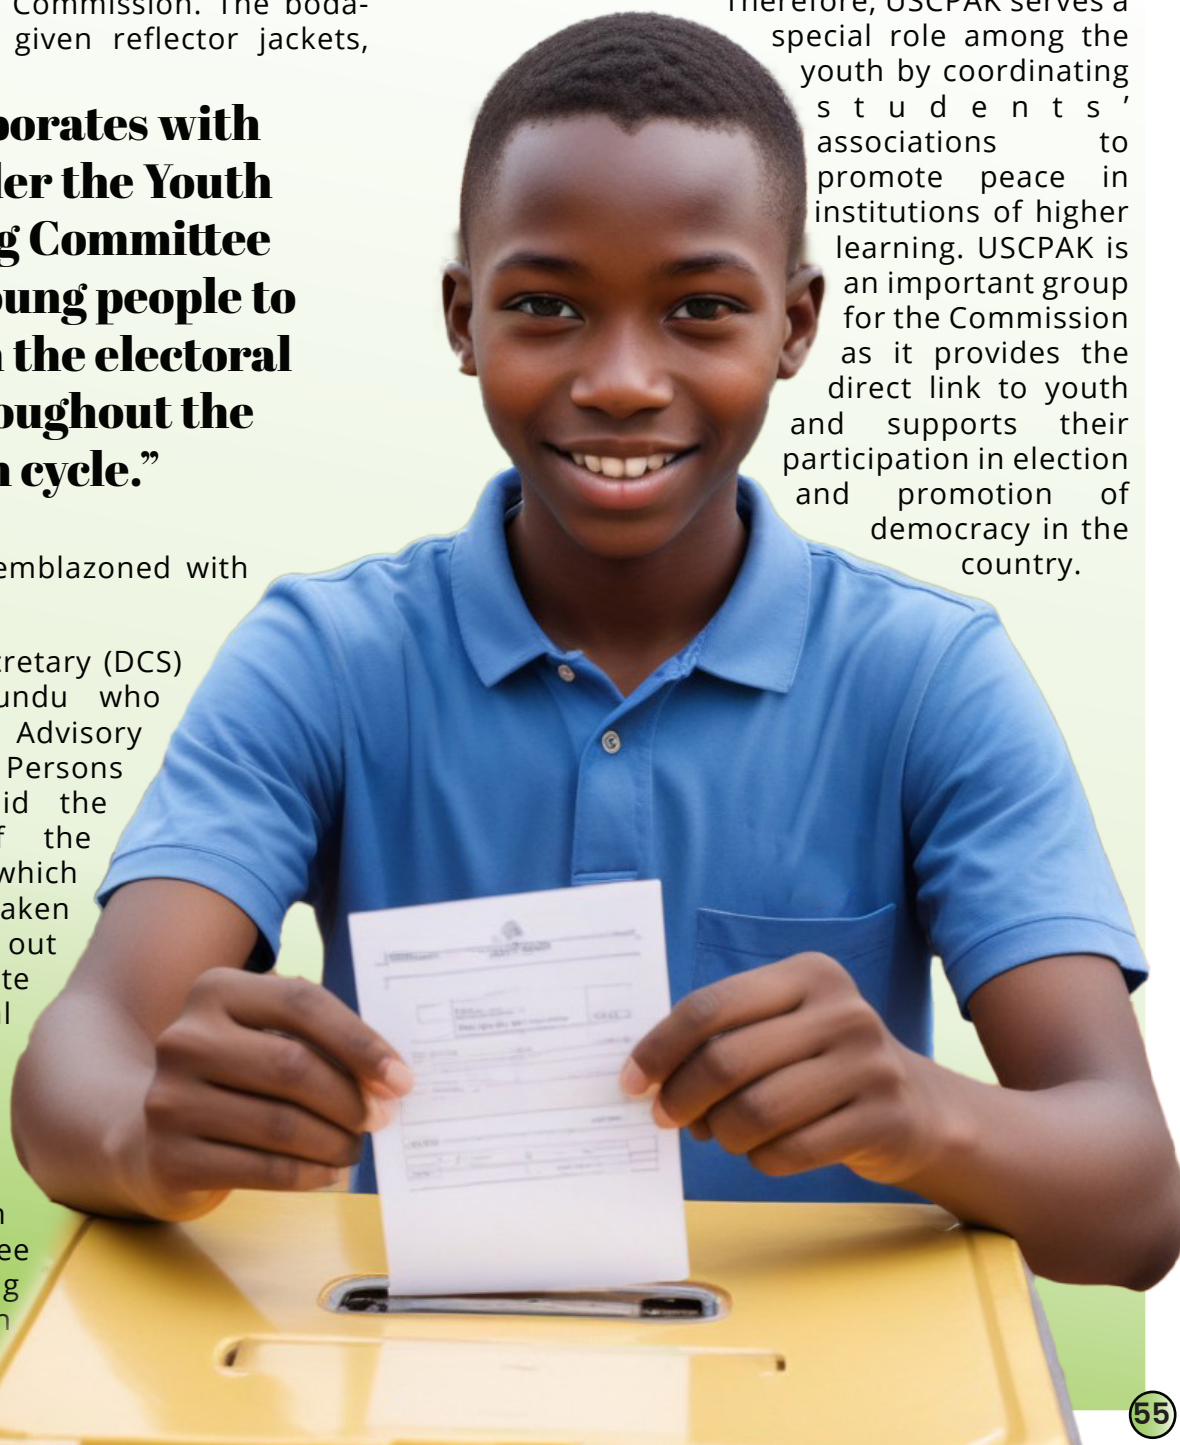 Commission. The boda-
given reflector jackets,
borates with
der the Youth
g Committee
oung people to
n the electoral
oughout the
n cycle.”
emblazoned with
cretary (DCS)
undu who
Advisory
Persons
id the
f the
which
aken
out
te
al
n
ee
g
n
Therefore, USCPAK serves a
special role among the
youth by coordinating
students’
associations to
promote peace in
institutions of higher
learning. USCPAK is
an important group
for the Commission
as it provides the
direct link to youth
and supports their
participation in election
and promotion of
democracy in the
country.
55